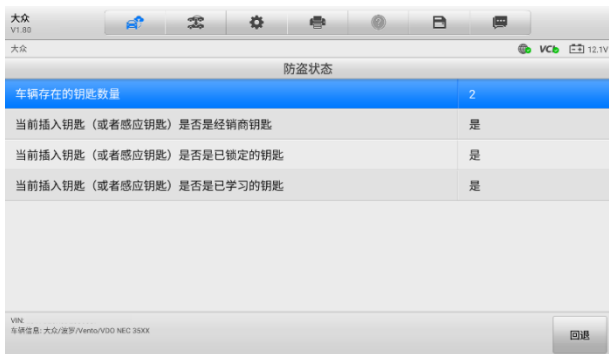 大众
V1.80
大众 VCI 12.1V
防盗状态
车辆存在的钥匙数量 2
当前插入钥匙（或者感应钥匙）是否是经销商钥匙 是
当前插入钥匙（或者感应钥匙）是否是已锁定的钥匙 是
当前插入钥匙（或者感应钥匙）是否是已学习的钥匙 是
VIN:
车辆信息: 大众/波罗/Vento/VDO NEC 35XX
回退